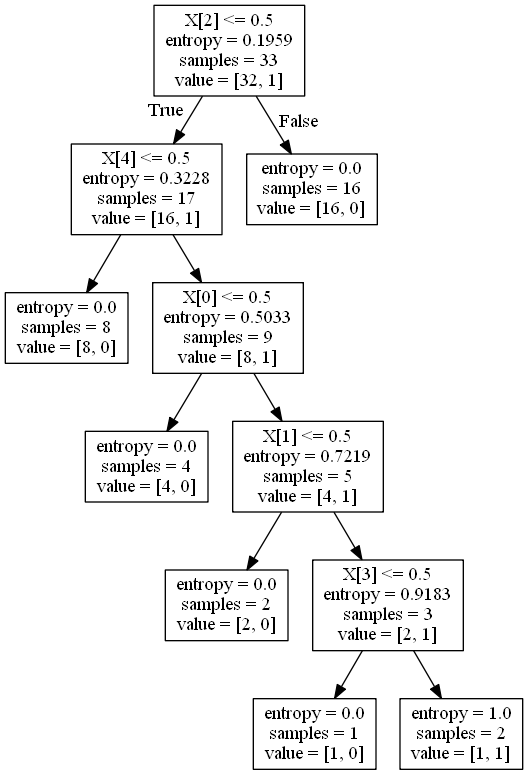 X[2] <= 0.5
entropy = 0.1959
samples = 33
value = [32, 1]
True
False
X[4] <= 0.5
entropy = 0.3228
samples = 17
value = [16, 1]
entropy = 0.0
samples = 16
value = [16, 0]
entropy = 0.0
samples = 8
value = [8, 0]
X[0] <= 0.5
entropy = 0.5033
samples = 9
value = [8, 1]
entropy = 0.0
samples = 4
value = [4, 0]
X[1] <= 0.5
entropy = 0.7219
samples = 5
value = [4, 1]
entropy = 0.0
samples = 2
value = [2, 0]
X[3] <= 0.5
entropy = 0.9183
samples = 3
value = [2, 1]
entropy = 0.0
samples = 1
value = [1, 0]
entropy = 1.0
samples = 2
value = [1, 1]